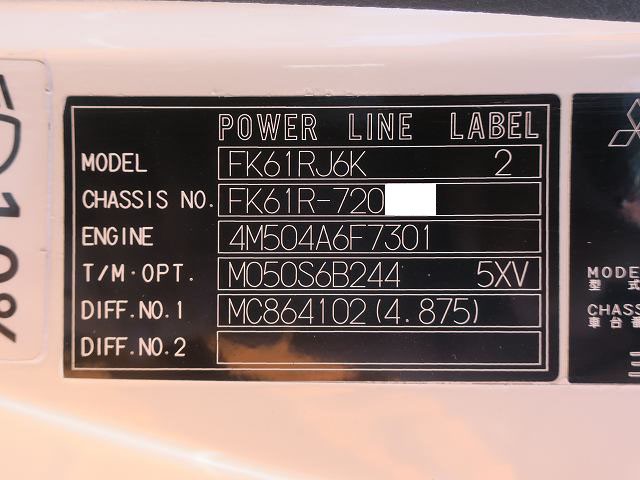 POWER LINE LABEL
MODEL FK61RJ6K 2
CHASSIS NO. FK61R-720
ENGINE 4M504A6F7301
T/M·OPT. M050S6B244 5XV
DIFF.NO.1 MC864102(4.875)
DIFF.NO.2
MODE
型式
CHASS
車台番
10%